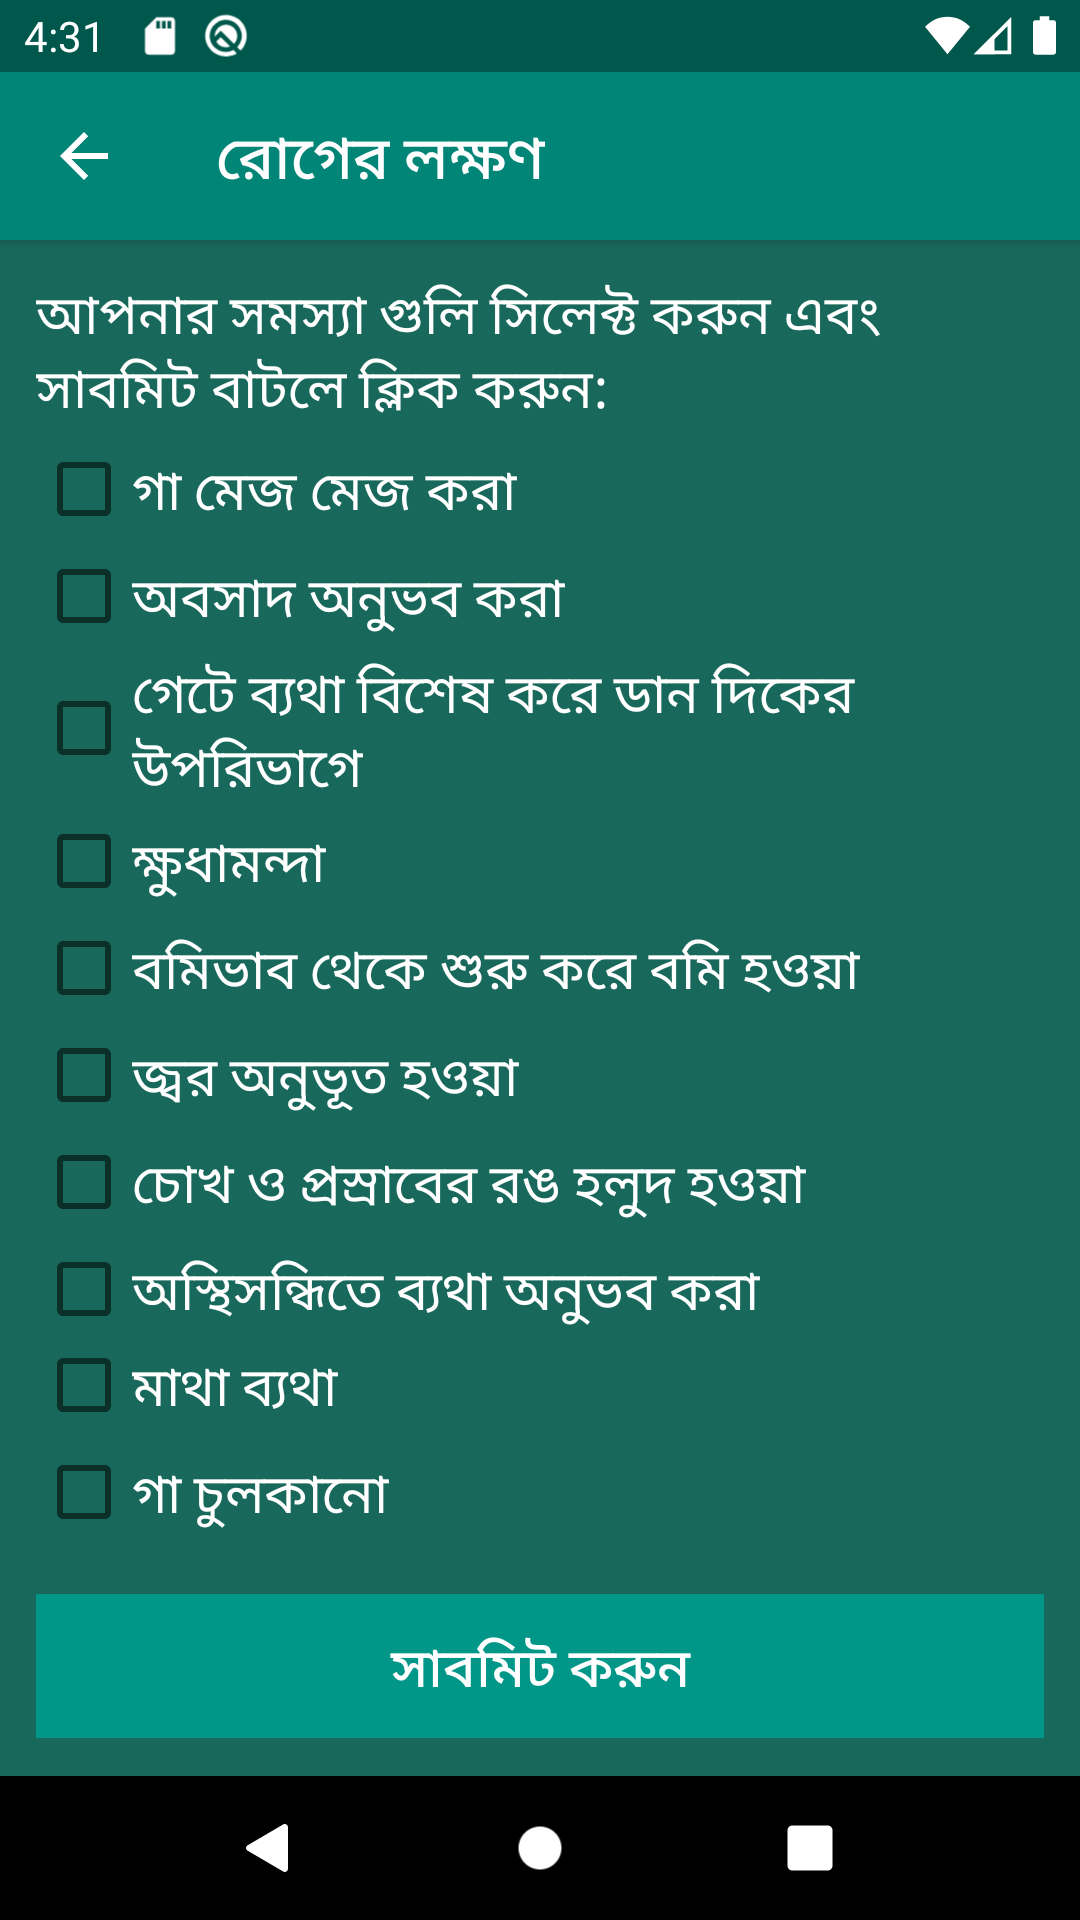 4:31
রোগের লক্ষণ
আপনার সমস্যা গুলি সিলেক্ট করুন এবং
সাবমিট বাটলে ক্লিক করুন:
গা মেজ মেজ করা
অবসাদ অনুভব করা
গেটে ব্যথা বিশেষ করে ডান দিকের
উপরিভাগে
ক্ষুধামন্দা
বমিভাব থেকে শুরু করে বমি হওয়া
জ্বর অনুভূত হওয়া
চোখ ও প্রস্রাবের রঙ হলুদ হওয়া
অস্থিসন্ধিতে ব্যথা অনুভব করা
মাথা ব্যথা
গা চুলকানো
সাবমিট করুন